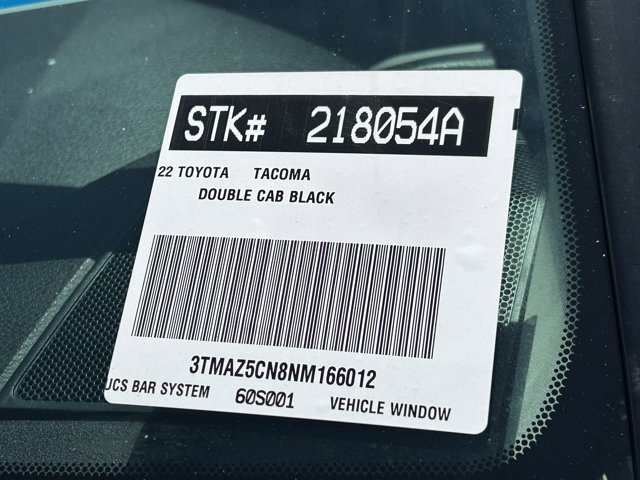 STK# 218054A
22 TOYOTA TACOMA
DOUBLE CAB BLACK
3TMAZ5CN8NM166012
UCS BAR SYSTEM 60S001 VEHICLE WINDOW